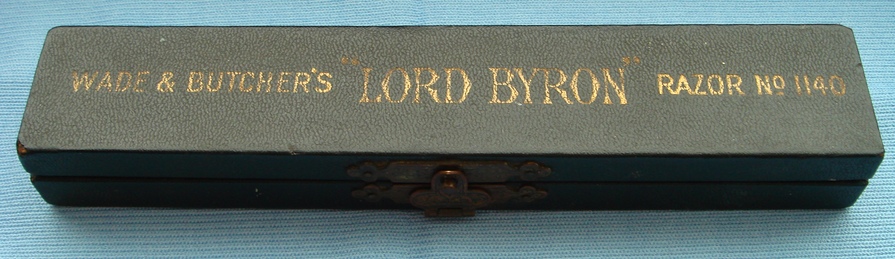 WADE & BUTCHER'S "LORD BYRON" RAZOR Nº 1140